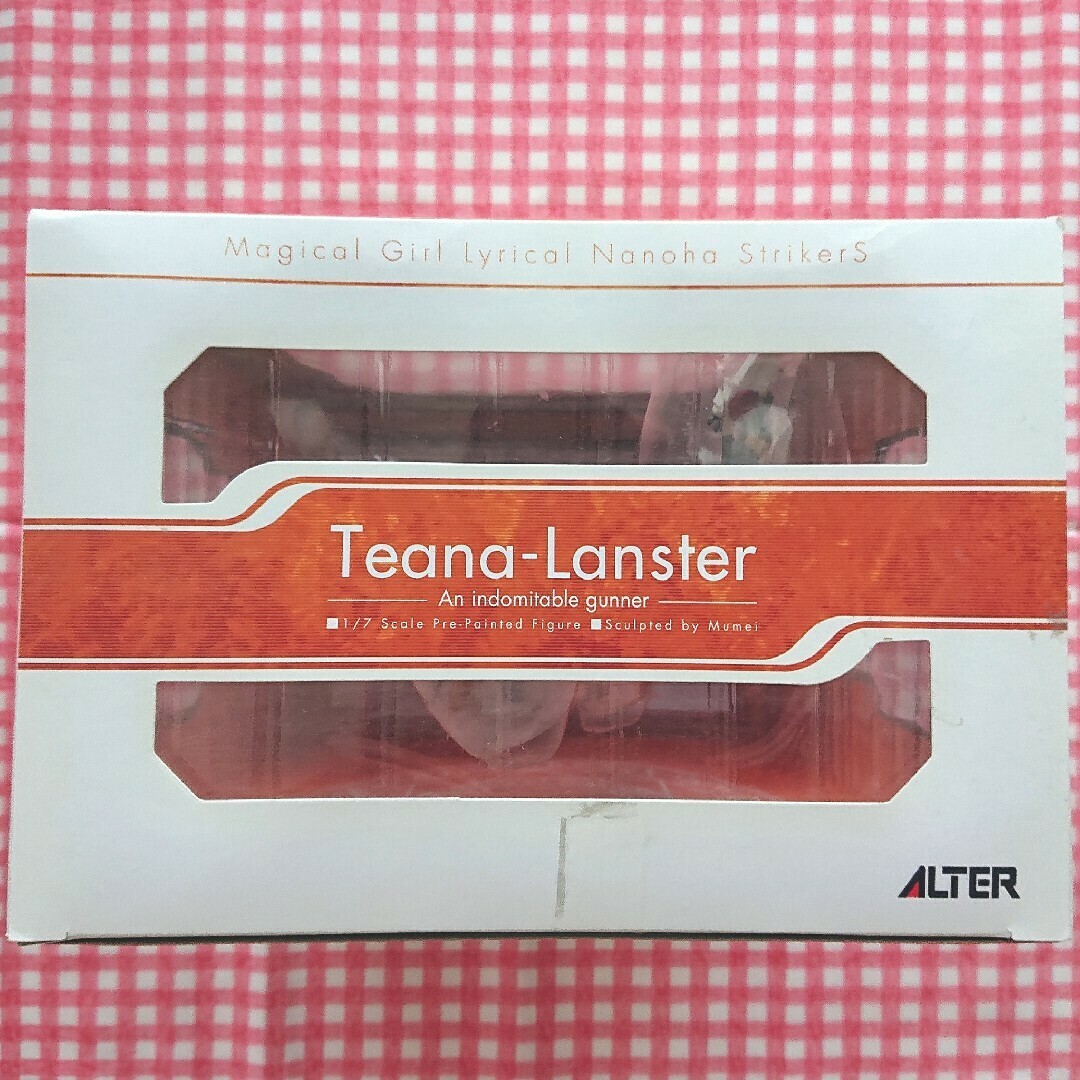 Magical Girl Lyrical Nanoha StrikerS
Teana-Lanster
An indomitable gunner
■1/7 Scale Pre-Painted Figure ■Sculpted by Mumei
ALTER